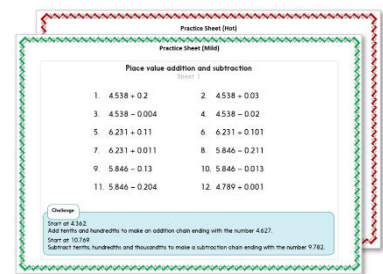 Practice Sheet (Hot)
Practice Sheet (Mild)
Place value addition and subtraction
Sheet 1
1. 4.538 + 0.2
2. 4.538 + 0.03
3. 4.538 – 0.004
4. 4.538 – 0.02
5. 6.231 + 0.11
6. 6.231 + 0.101
7. 6.231 + 0.011
8. 5.846 – 0.211
9. 5.846 – 0.13
10. 5.846 – 0.013
11. 5.846 – 0.204
12. 4.789 + 0.001
Challenge
Start at 4.362.
Add tenths and hundredths to make an addition chain ending with the number 4.627.
Start at 10.769.
Subtract tenths, hundredths and thousandths to make a subtraction chain ending with the number 9.782.